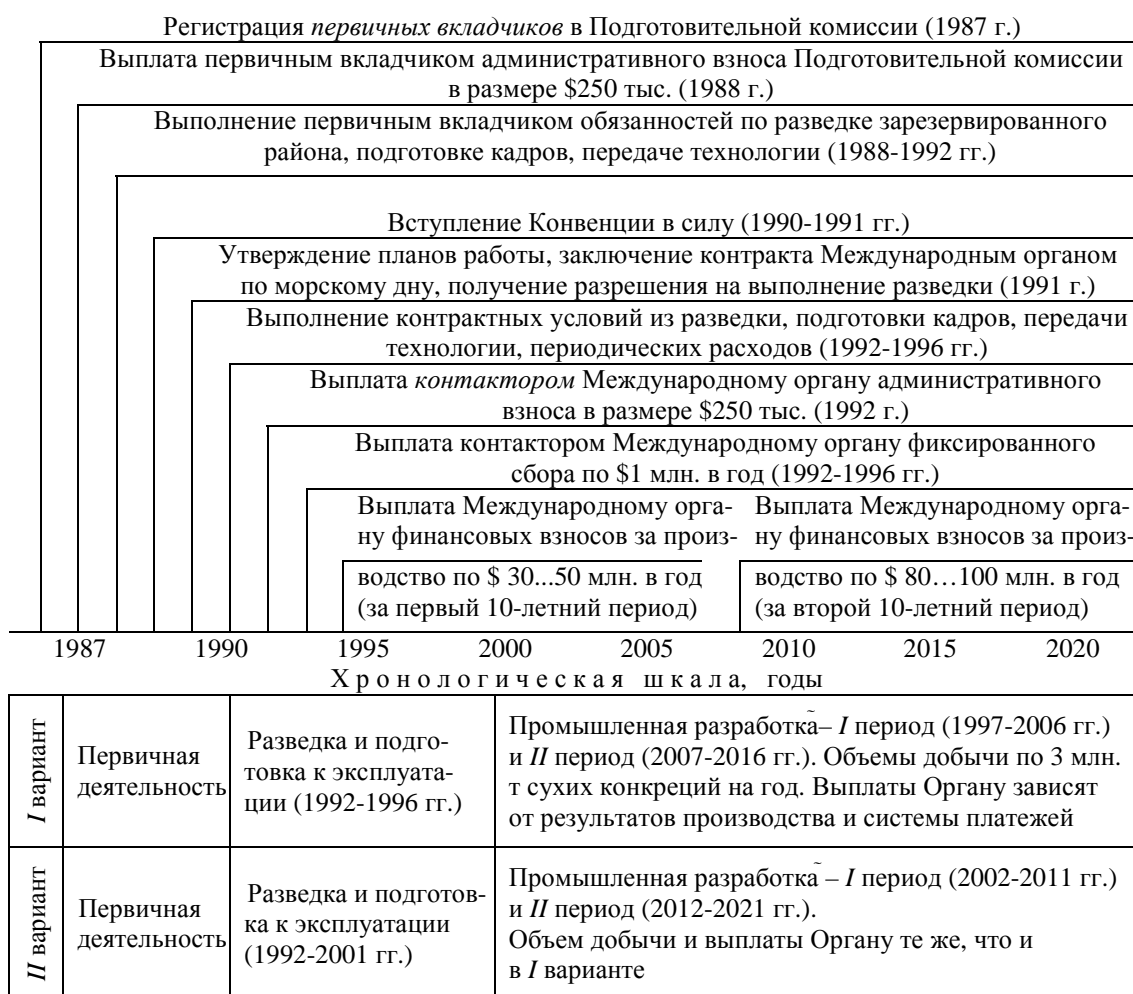 Регистрация первичных вкладчиков в Подготовительной комиссии (1987 г.)
Выплата первичным вкладчиком административного взноса Подготовительной комиссии
в размере $250 тыс. (1988 г.)
Выполнение первичным вкладчиком обязанностей по разведке зарезервированного
района, подготовке кадров, передаче технологии (1988-1992 гг.)
Вступление Конвенции в силу (1990-1991 гг.)
Утверждение планов работы, заключение контракта Международным органом
по морскому дну, получение разрешения на выполнение разведки (1991 г.)
Выполнение контрактных условий из разведки, подготовки кадров, передачи
технологии, периодических расходов (1992-1996 гг.)
Выплата контактором Международному органу административного
взноса в размере $250 тыс. (1992 г.)
Выплата контактором Международному органу фиксированного
сбора по $1 млн. в год (1992-1996 гг.)
Выплата Международному орга-
ну финансовых взносов за произ-
водство по $ 30...50 млн. в год
(за первый 10-летний период)
Выплата Международному орга-
ну финансовых взносов за произ-
водство по $ 80…100 млн. в год
(за второй 10-летний период)
1987 1990 1995 2000 2005 2010 2015 2020
Хронологическая шкала, годы
I вариант
Первичная
деятельность
Разведка и подго-
товка к эксплуата-
ции (1992-1996 гг.)
Промышленная разработка – I период (1997-2006 гг.)
и II период (2007-2016 гг.). Объемы добычи по 3 млн.
т сухих конкреций на год. Выплаты Органу зависят
от результатов производства и системы платежей
II вариант
Первичная
деятельность
Разведка и подготов-
ка к эксплуатации
(1992-2001 гг.)
Промышленная разработка – I период (2002-2011 гг.)
и II период (2012-2021 гг.).
Объем добычи и выплаты Органу те же, что и
в I варианте